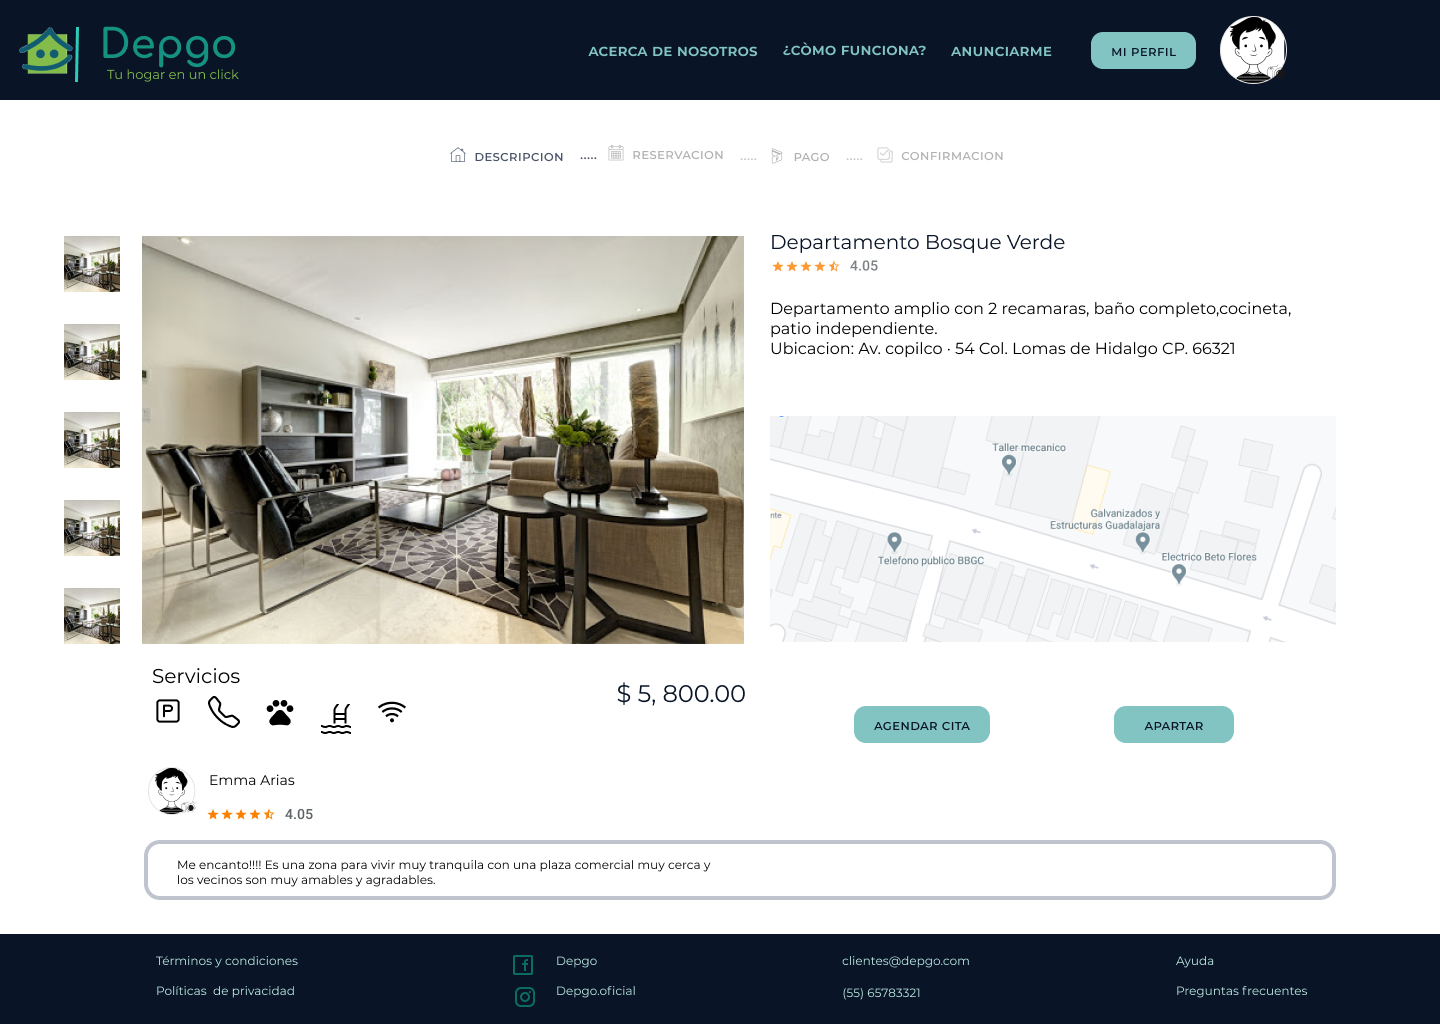 Depgo
Tu hogar en un click
ACERCA DE NOSOTROS
¿CÒMO FUNCIONA?
ANUNCIARME
MI PERFIL
DESCRIPCION
.....
RESERVACION
.....
PAGO
.....
CONFIRMACION
Departamento Bosque Verde
4.05
Departamento amplio con 2 recamaras, baño completo,cocineta,
patio independiente.
Ubicacion: Av. copilco · 54 Col. Lomas de Hidalgo CP. 66321
Taller mecanico
nte
Galvanizados y
Estructuras Guadalajara
Telefono publico BBGC
Electrico Beto Flores
Servicios
P
$ 5, 800.00
AGENDAR CITA
APARTAR
Emma Arias
4.05
Me encanto!!!! Es una zona para vivir muy tranquila con una plaza comercial muy cerca y
los vecinos son muy amables y agradables.
Términos y condiciones
Depgo
clientes@depgo.com
Ayuda
Políticas  de privacidad
Depgo.oficial
(55) 65783321
Preguntas frecuentes